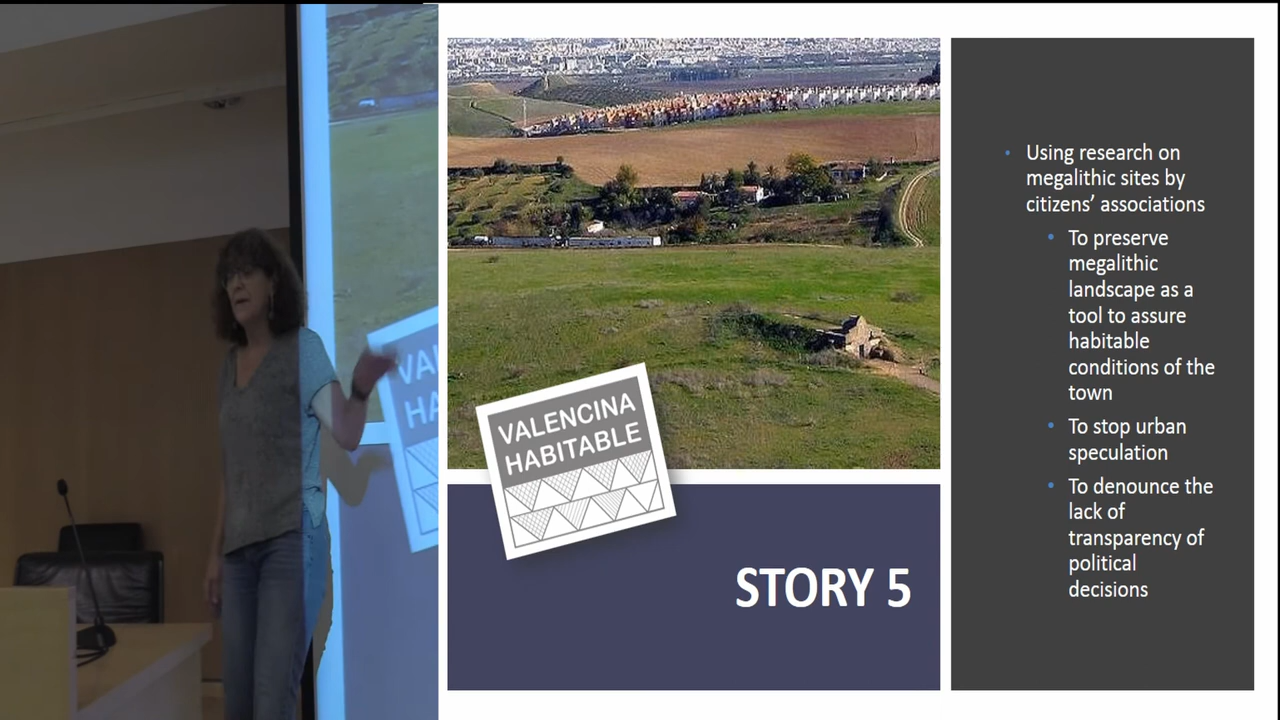 VALENCINA
HABITABLE
STORY 5
• Using research on
megalithic sites by
citizens’ associations
• To preserve
megalithic
landscape as a
tool to assure
habitable
conditions of the
town
• To stop urban
speculation
• To denounce the
lack of
transparency of
political
decisions
VAL
HA